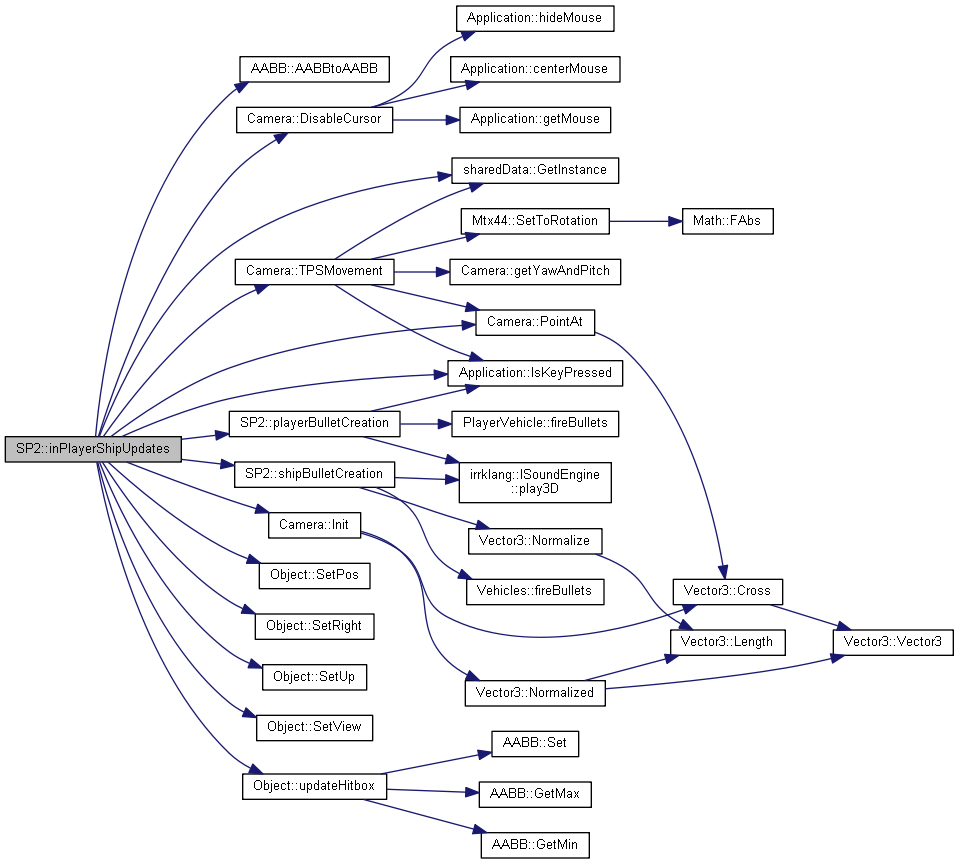 Application::hideMouse
AABB::AABBtoAABB
Application::centerMouse
Camera::DisableCursor
Application::getMouse
sharedData::GetInstance
Mtx44::SetToRotation
Math::FAbs
Camera::TPSMovement
Camera::getYawAndPitch
Camera::PointAt
Application::IsKeyPressed
SP2::playerBulletCreation
PlayerVehicle::fireBullets
SP2::inPlayerShipUpdates
SP2::shipBulletCreation
irrklang::ISoundEngine
::play3D
Camera::Init
Vector3::Normalize
Object::SetPos
Vehicles::fireBullets
Vector3::Cross
Object::SetRight
Vector3::Length
Vector3::Vector3
Object::SetUp
Vector3::Normalized
Object::SetView
AABB::Set
Object::updateHitbox
AABB::GetMax
AABB::GetMin